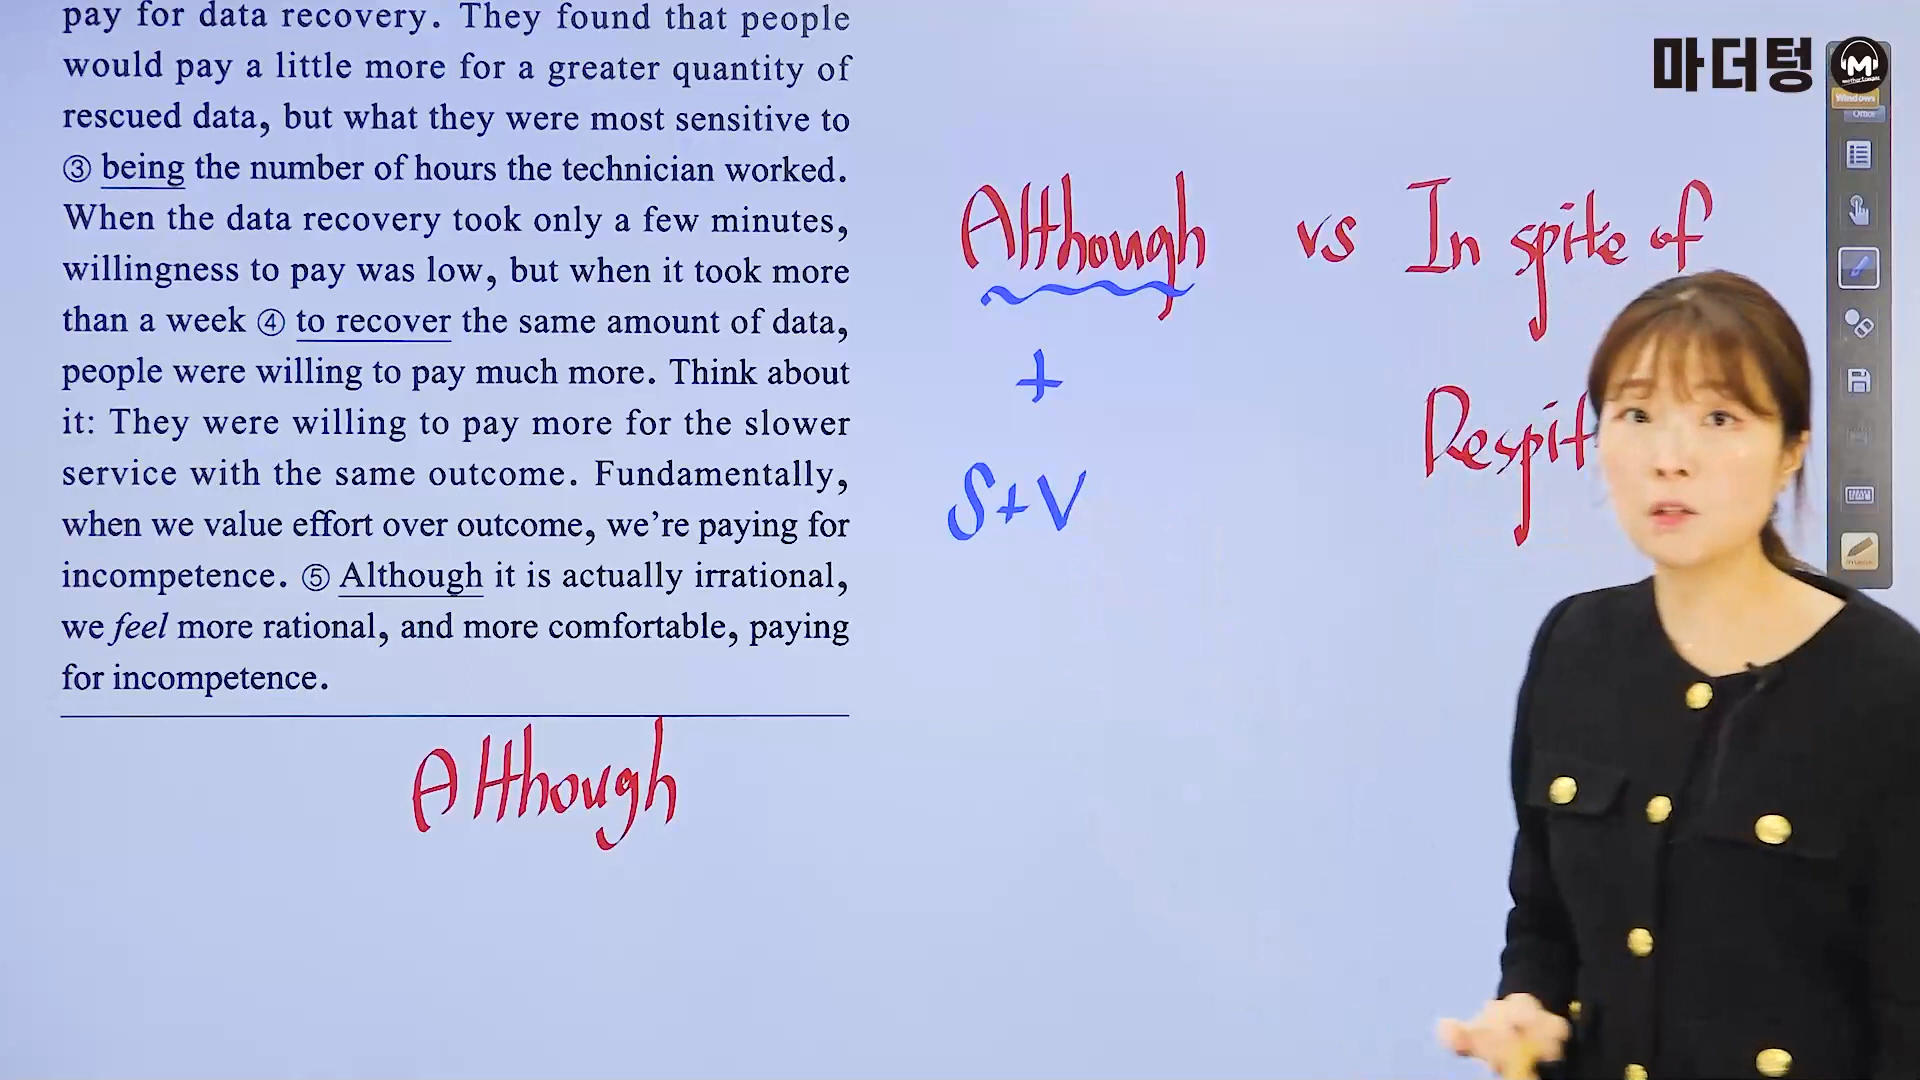 pay for data recovery. They found that people
would pay a little more for a greater quantity of
rescued data, but what they were most sensitive to
③ being the number of hours the technician worked.
When the data recovery took only a few minutes,
willingness to pay was low, but when it took more
than a week ④ to recover the same amount of data,
people were willing to pay much more. Think about
it: They were willing to pay more for the slower
service with the same outcome. Fundamentally,
when we value effort over outcome, we're paying for
incompetence. ⑤ Although it is actually irrational,
we feel more rational, and more comfortable, paying
for incompetence.
Although
Although vs In spite of
+
S+V
Despit
마더텅
M
Windows
Office